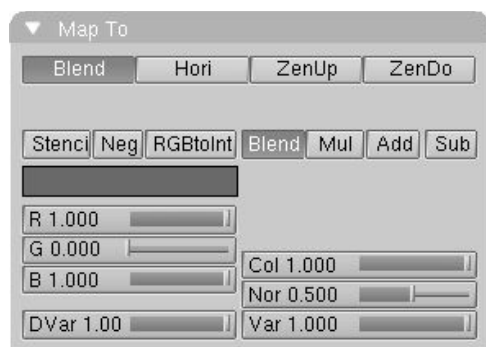 Map To
Blend Hori ZenUp ZenDo
Stenci Neg RGBtoInt Blend Mul Add Sub
R 1.000
G 0.000
B 1.000
Col 1.000
Nor 0.500
DVar 1.00
Var 1.000